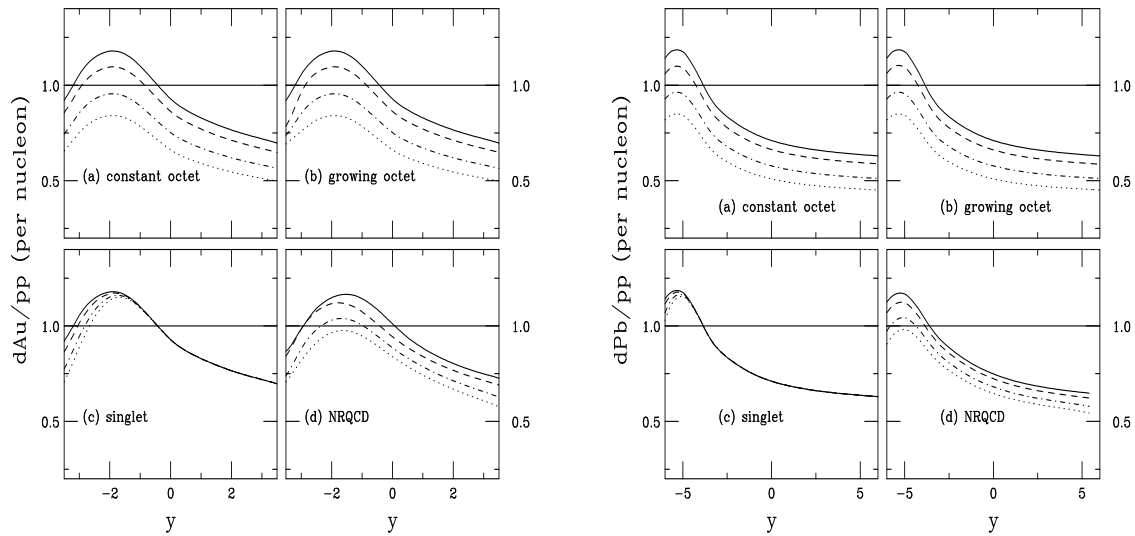 dAu/pp (per nucleon)
1.0
0.5
(a) constant octet
(b) growing octet
1.0
0.5
1.0
0.5
(c) singlet
(d) NRQCD
1.0
0.5
−2 0 2
−2 0 2
y
y
dPb/pp (per nucleon)
1.0
0.5
(a) constant octet
(b) growing octet
1.0
0.5
1.0
0.5
(c) singlet
(d) NRQCD
1.0
0.5
−5 0 5
−5 0 5
y
y